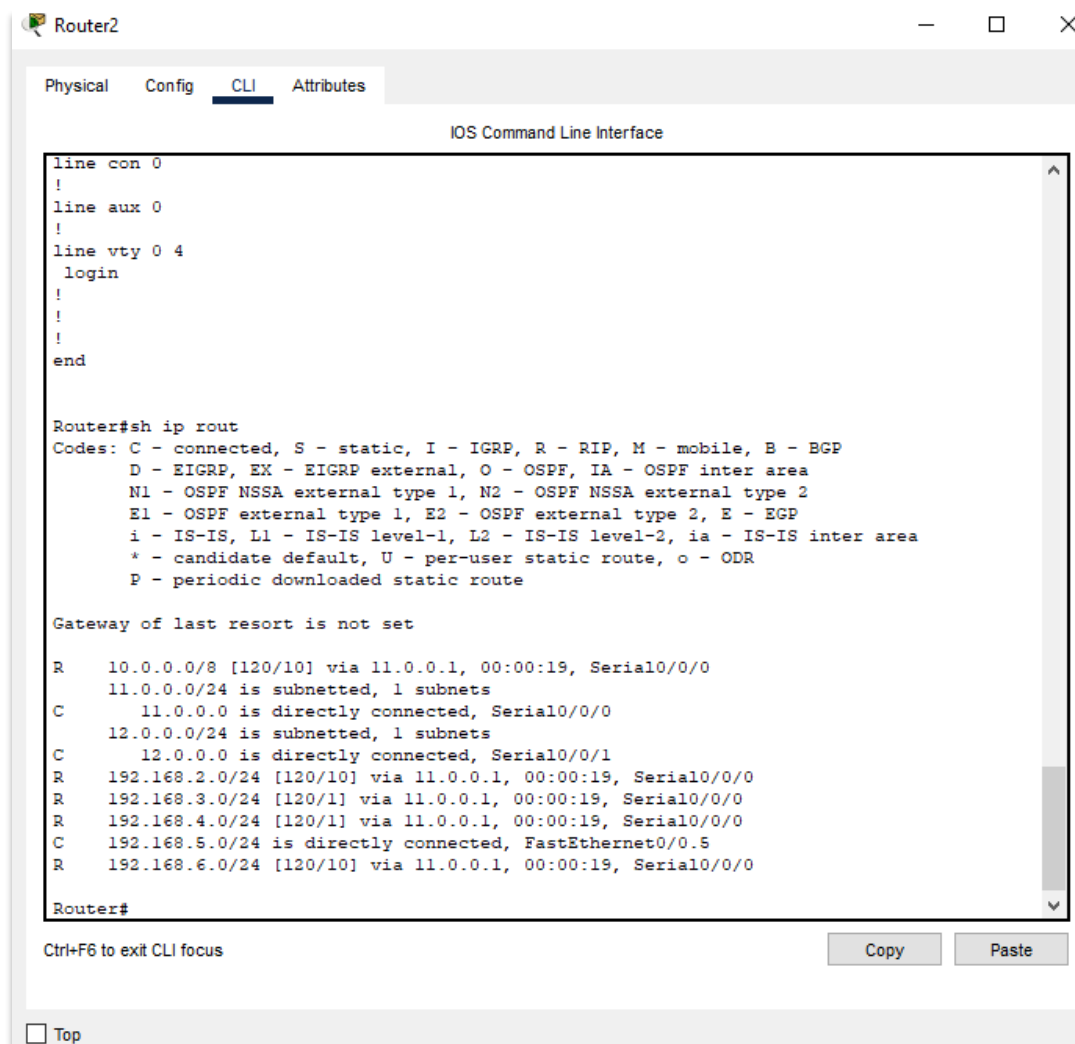 Router2
Physical Config CLI Attributes
IOS Command Line Interface
line con 0
!
line aux 0
!
line vty 0 4
 login
!
!
!
end
Router#sh ip rout
Codes: C - connected, S - static, I - IGRP, R - RIP, M - mobile, B - BGP
       D - EIGRP, EX - EIGRP external, O - OSPF, IA - OSPF inter area
       N1 - OSPF NSSA external type 1, N2 - OSPF NSSA external type 2
       E1 - OSPF external type 1, E2 - OSPF external type 2, E - EGP
       i - IS-IS, L1 - IS-IS level-1, L2 - IS-IS level-2, ia - IS-IS inter area
       * - candidate default, U - per-user static route, o - ODR
       P - periodic downloaded static route
Gateway of last resort is not set
R    10.0.0.0/8 [120/10] via 11.0.0.1, 00:00:19, Serial0/0/0
     11.0.0.0/24 is subnetted, 1 subnets
C       11.0.0.0 is directly connected, Serial0/0/0
     12.0.0.0/24 is subnetted, 1 subnets
C       12.0.0.0 is directly connected, Serial0/0/1
R    192.168.2.0/24 [120/10] via 11.0.0.1, 00:00:19, Serial0/0/0
R    192.168.3.0/24 [120/1] via 11.0.0.1, 00:00:19, Serial0/0/0
R    192.168.4.0/24 [120/1] via 11.0.0.1, 00:00:19, Serial0/0/0
C    192.168.5.0/24 is directly connected, FastEthernet0/0.5
R    192.168.6.0/24 [120/10] via 11.0.0.1, 00:00:19, Serial0/0/0
Router#
Ctrl+F6 to exit CLI focus
Copy Paste
Top